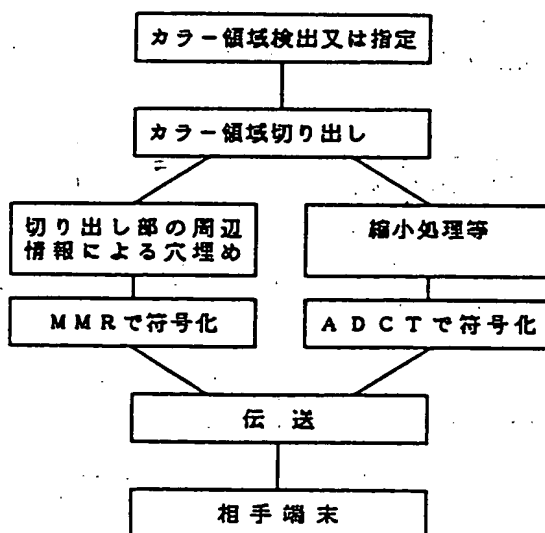 カラー領域検出又は指定
カラー領域切り出し
切り出し部の周辺
情報による穴埋め
縮小処理等
MMRで符号化
ADCTで符号化
伝送
相手端末